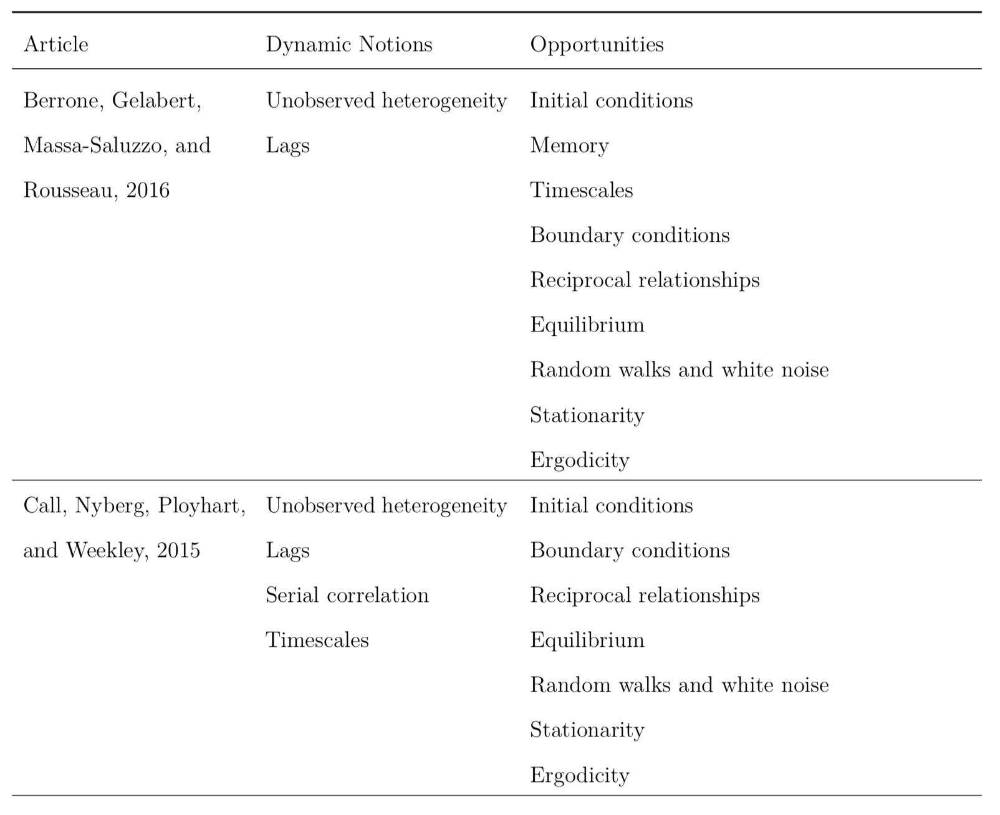 Article Dynamic Notions Opportunities
Berrone, Gelabert, Unobserved heterogeneity Initial conditions
Massa-Saluzzo, and Lags Memory
Rousseau, 2016 Timescales
Boundary conditions
Reciprocal relationships
Equilibrium
Random walks and white noise
Stationarity
Ergodicity
Call, Nyberg, Ployhart, Unobserved heterogeneity Initial conditions
and Weekley, 2015 Lags Boundary conditions
Serial correlation Reciprocal relationships
Timescales Equilibrium
Random walks and white noise
Stationarity
Ergodicity